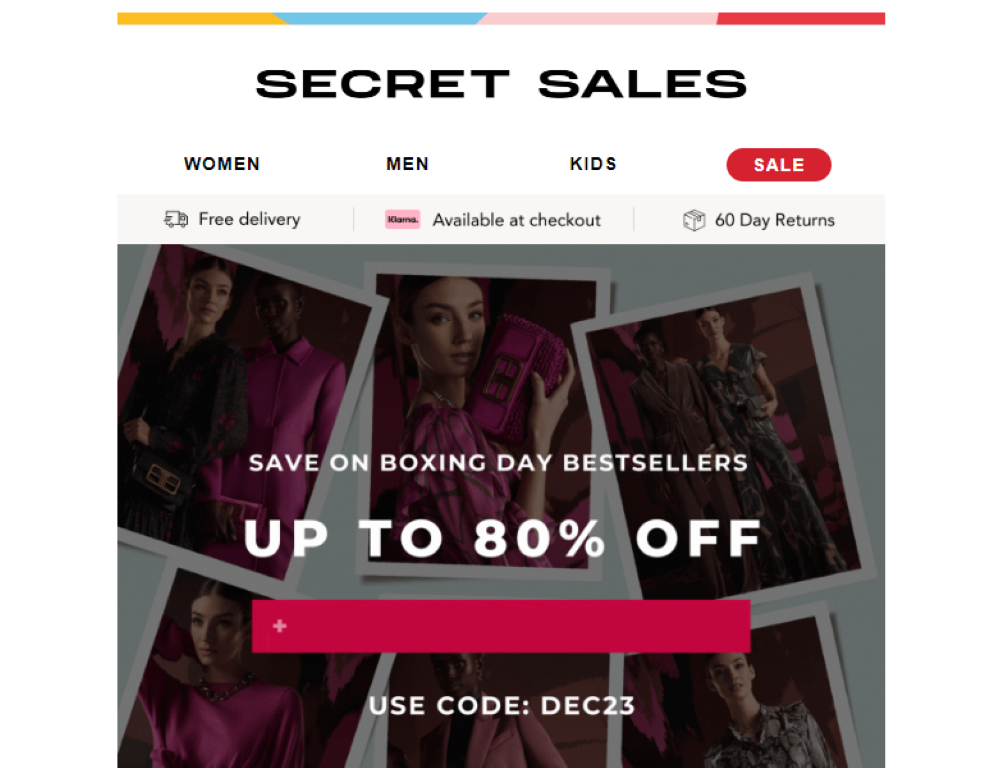 SECRET SALES
WOMEN MEN KIDS SALE
Free delivery Klarna. Available at checkout 60 Day Returns
SAVE ON BOXING DAY BESTSELLERS
UP TO 80% OFF
+
USE CODE: DEC23